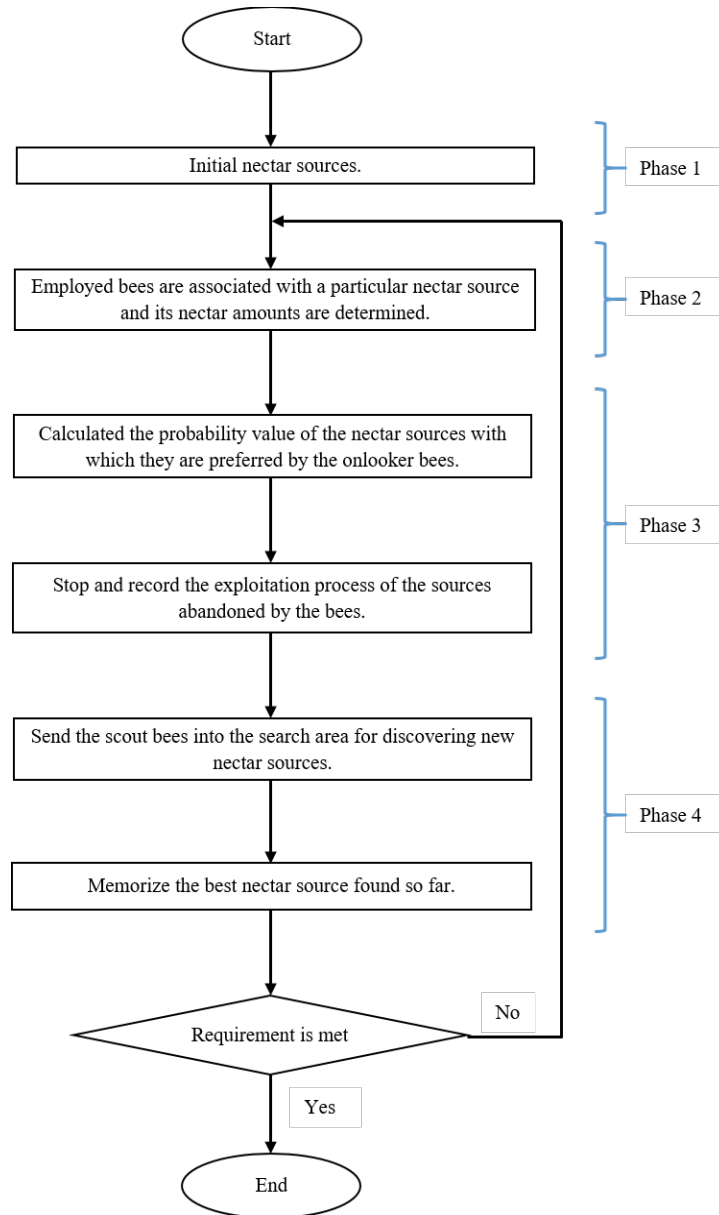 Start
Initial nectar sources.
Phase 1
Employed bees are associated with a particular nectar source
and its nectar amounts are determined.
Phase 2
Calculated the probability value of the nectar sources with
which they are preferred by the onlooker bees.
Phase 3
Stop and record the exploitation process of the sources
abandoned by the bees.
Send the scout bees into the search area for discovering new
nectar sources.
Phase 4
Memorize the best nectar source found so far.
Requirement is met
No
Yes
End